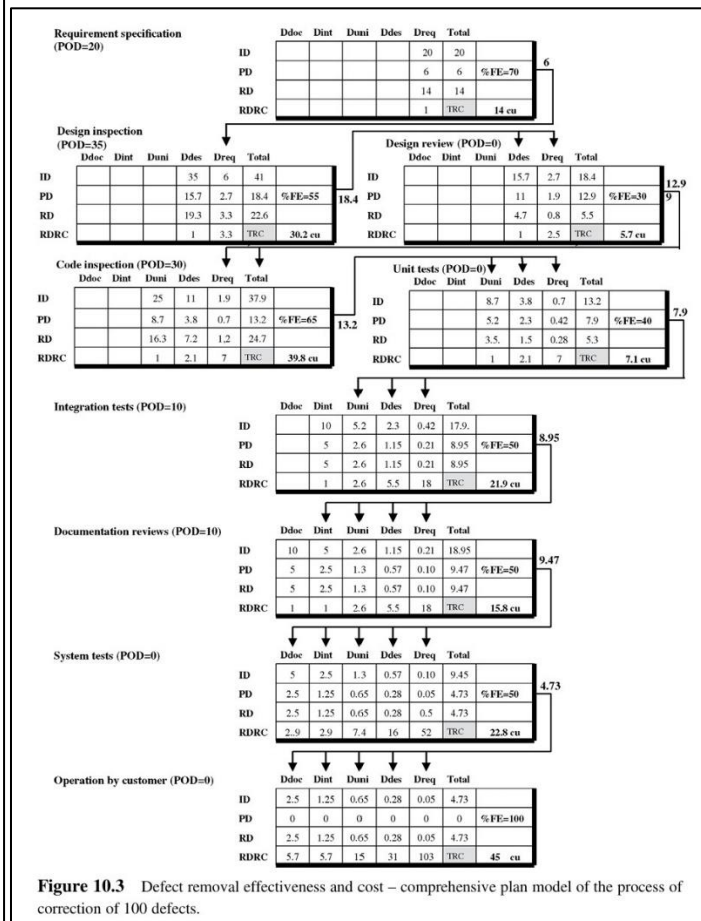 Ddoc Dint Duni Ddes Dreq Total
Requirement specification
(POD=20)
ID 20 20
PD 6 6 %FE=70
6
RD 14 14
RDRC 1 TRC 14 cu
Design inspection
(POD=35)
Ddoc Dint Duni Ddes Dreq Total
ID 35 6 41
PD 15.7 2.7 18.4 %FE=55
18.4
RD 19.3 3.3 22.6
RDRC 1 3.3 TRC 30.2 cu
Design review (POD=0)
Ddoc Dint Duni Ddes Dreq Total
ID 15.7 2.7 18.4
PD 11 1.9 12.9 %FE=30
12.9
9
RD 4.7 0.8 5.5
RDRC 1 2.5 TRC 5.7 cu
Code inspection (POD=30)
Ddoc Dint Duni Ddes Dreq Total
ID 25 11 1.9 37.9
PD 8.7 3.8 0.7 13.2 %FE=65
13.2
RD 16.3 7.2 1,2 24.7
RDRC 1 2.1 7 TRC 39.8 cu
Unit tests (POD=0)
Ddoc Dint Duni Ddes Dreq Total
ID 8.7 3.8 0.7 13.2
PD 5.2 2.3 0.42 7.9 %FE=40
7.9
RD 3.5. 1.5 0.28 5.3
RDRC 1 2.1 7 TRC 7.1 cu
Integration tests (POD=10)
Ddoc Dint Duni Ddes Dreq Total
ID 10 5.2 2.3 0.42 17.9.
PD 5 2.6 1.15 0.21 8.95 %FE=50
8.95
RD 5 2.6 1.15 0.21 8.95
RDRC 1 2.6 5.5 18 TRC 21.9 cu
Documentation reviews (POD=10)
Ddoc Dint Duni Ddes Dreq Total
ID 10 5 2.6 1.15 0.21 18.95
PD 5 2.5 1.3 0.57 0.10 9.47 %FE=50
9.47
RD 5 2.5 1.3 0.57 0.10 9.47
RDRC 1 1 2.6 5.5 18 TRC 15.8 cu
System tests (POD=0)
Ddoc Dint Duni Ddes Dreq Total
ID 5 2.5 1.3 0.57 0.10 9.45
PD 2.5 1.25 0.65 0.28 0.05 4.73 %FE=50
4.73
RD 2.5 1.25 0.65 0.28 0.5 4.73
RDRC 2..9 2.9 7.4 16 52 TRC 22.8 cu
Operation by customer (POD=0)
Ddoc Dint Duni Ddes Dreq Total
ID 2.5 1.25 0.65 0.28 0.05 4.73
PD 0 0 0 0 0 0 %FE=100
RD 2.5 1.25 0.65 0.28 0.05 4.73
RDRC 5.7 5.7 15 31 103 TRC 45 cu
Figure 10.3 Defect removal effectiveness and cost – comprehensive plan model of the process of
correction of 100 defects.